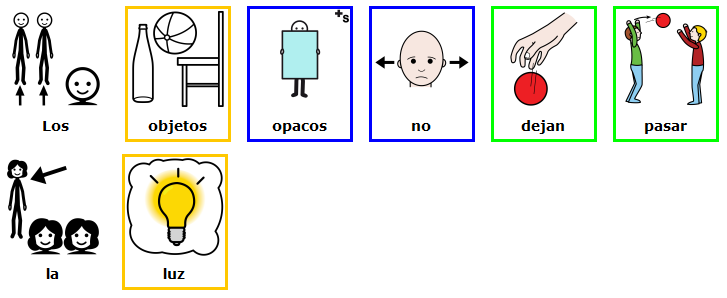 +s
Los objetos opacos no dejan pasar
la luz